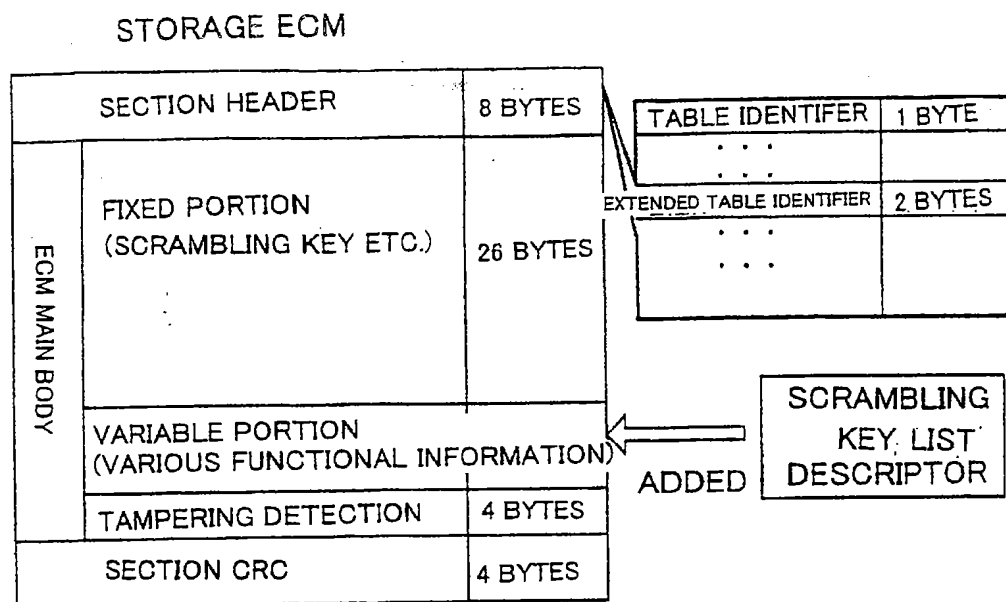 STORAGE ECM
SECTION HEADER
8 BYTES
ECM MAIN BODY
FIXED PORTION
(SCRAMBLING KEY ETC.)
26 BYTES
VARIABLE PORTION
(VARIOUS FUNCTIONAL INFORMATION)
TAMPERING DETECTION
4 BYTES
SECTION CRC
4 BYTES
TABLE IDENTIFER
1 BYTE
. . .
. . .
EXTENDED TABLE IDENTIFIER
2 BYTES
. . .
. . .
ADDED
SCRAMBLING
KEY LIST
DESCRIPTOR